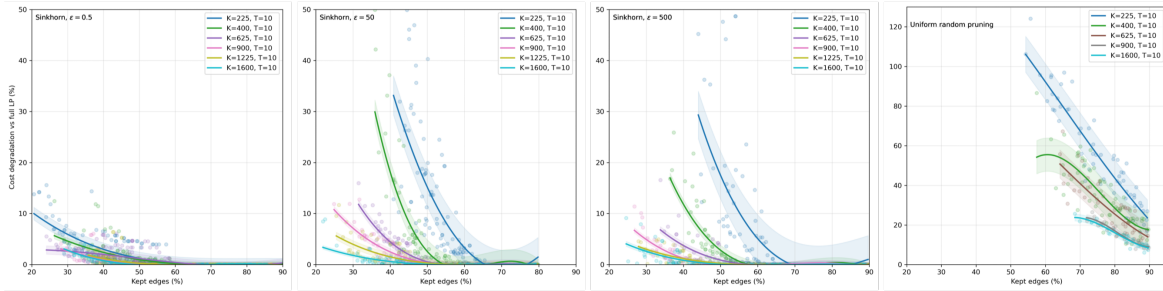 Sinkhorn, ε = 0.5
K=225, T=10
K=400, T=10
K=625, T=10
K=900, T=10
K=1225, T=10
K=1600, T=10
Cost degradation vs full LP (%)
50
40
30
20
10
0
20 30 40 50 60 70 80 90
Kept edges (%)
Sinkhorn, ε = 50
K=225, T=10
K=400, T=10
K=625, T=10
K=900, T=10
K=1225, T=10
K=1600, T=10
50
40
30
20
10
0
20 30 40 50 60 70 80 90
Kept edges (%)
Sinkhorn, ε = 500
K=225, T=10
K=400, T=10
K=625, T=10
K=900, T=10
K=1225, T=10
K=1600, T=10
50
40
30
20
10
0
20 30 40 50 60 70 80 90
Kept edges (%)
Uniform random pruning
K=225, T=10
K=400, T=10
K=625, T=10
K=900, T=10
K=1600, T=10
120
100
80
60
40
20
0
20 30 40 50 60 70 80 90
Kept edges (%)